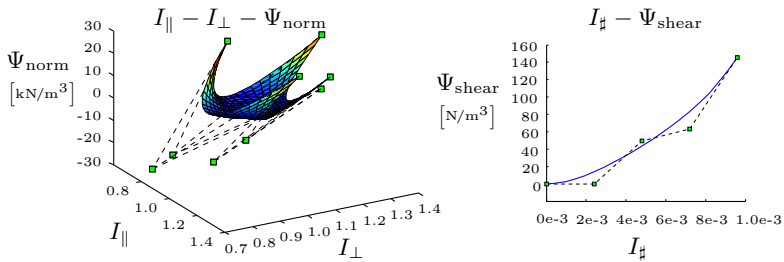 I∥ − I⊥ − Ψnorm
Ψnorm
[kN/m³]
30
20
10
0
-10
-20
-30
0.8
1.0
1.2
1.4
I∥
0.7
0.8
0.9
1.0
1.1
1.2
1.3
1.4
I⊥
I♯ − Ψshear
Ψshear
[N/m³]
160
140
120
100
80
60
40
20
0
0e-3
2e-3
4e-3
6e-3
8e-3
1.0e-3
I♯